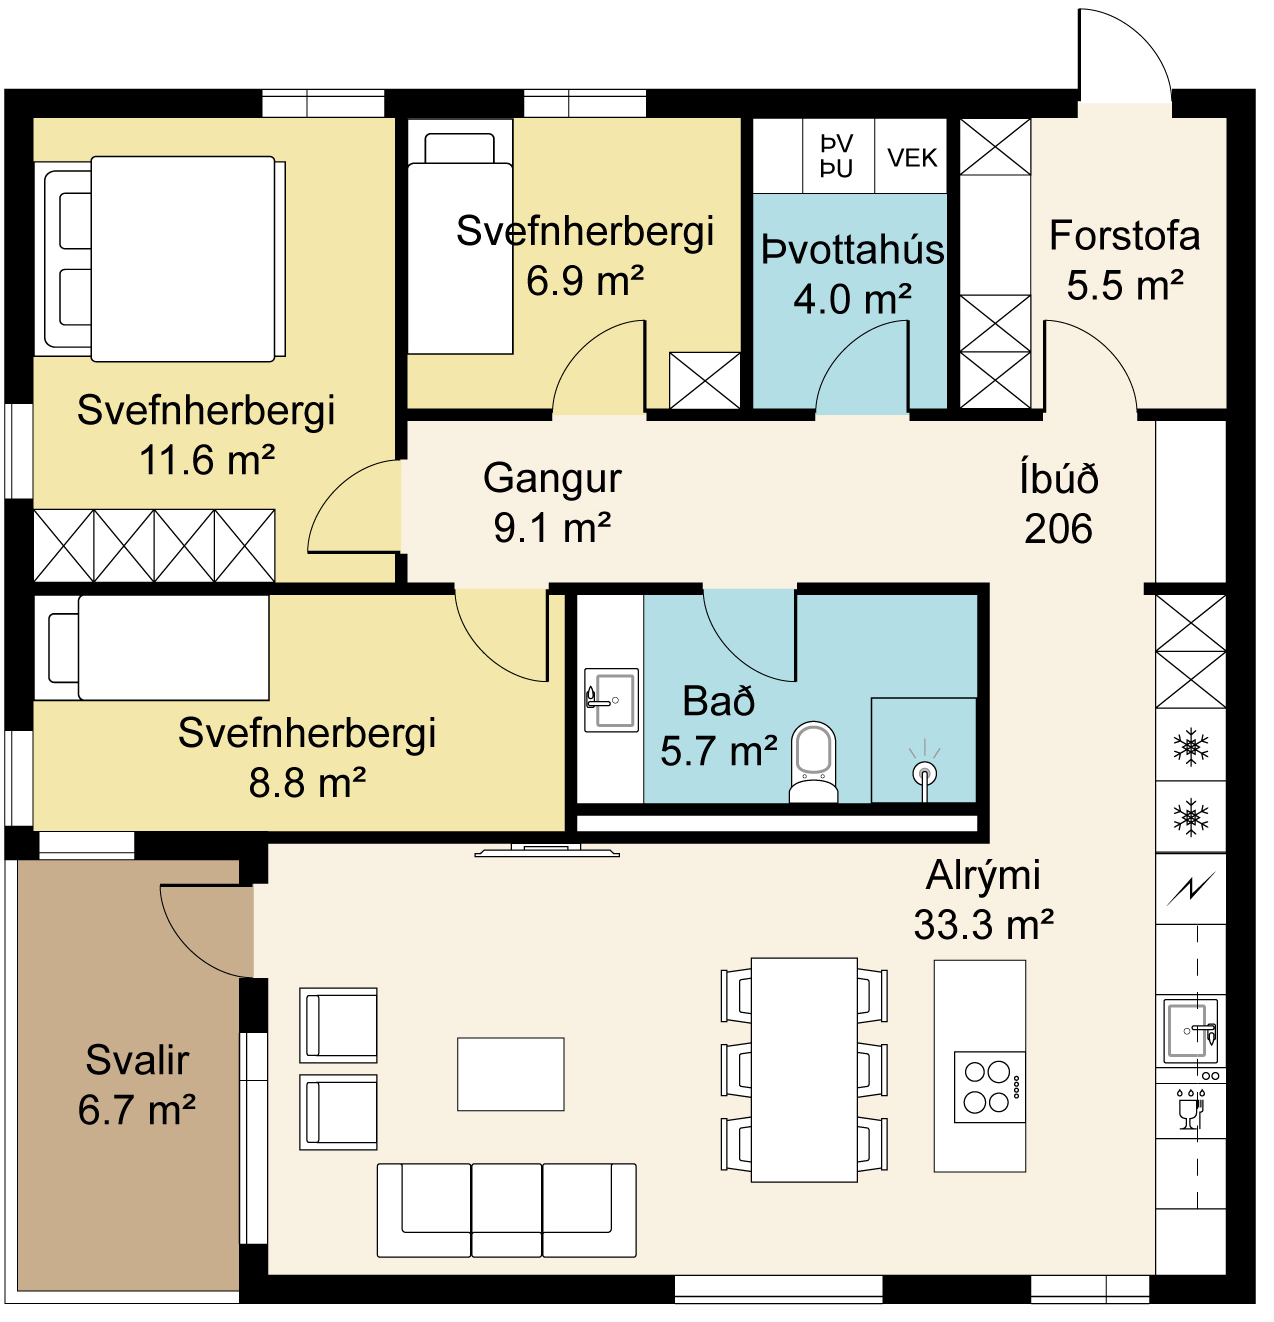 ÞV
ÞU
VEK
Svefnherbergi
6.9 m²
Þvottahús
4.0 m²
Forstofa
5.5 m²
Svefnherbergi
11.6 m²
Gangur
9.1 m²
Íbúð
206
Svefnherbergi
8.8 m²
Bað
5.7 m²
Alrými
33.3 m²
Svalir
6.7 m²